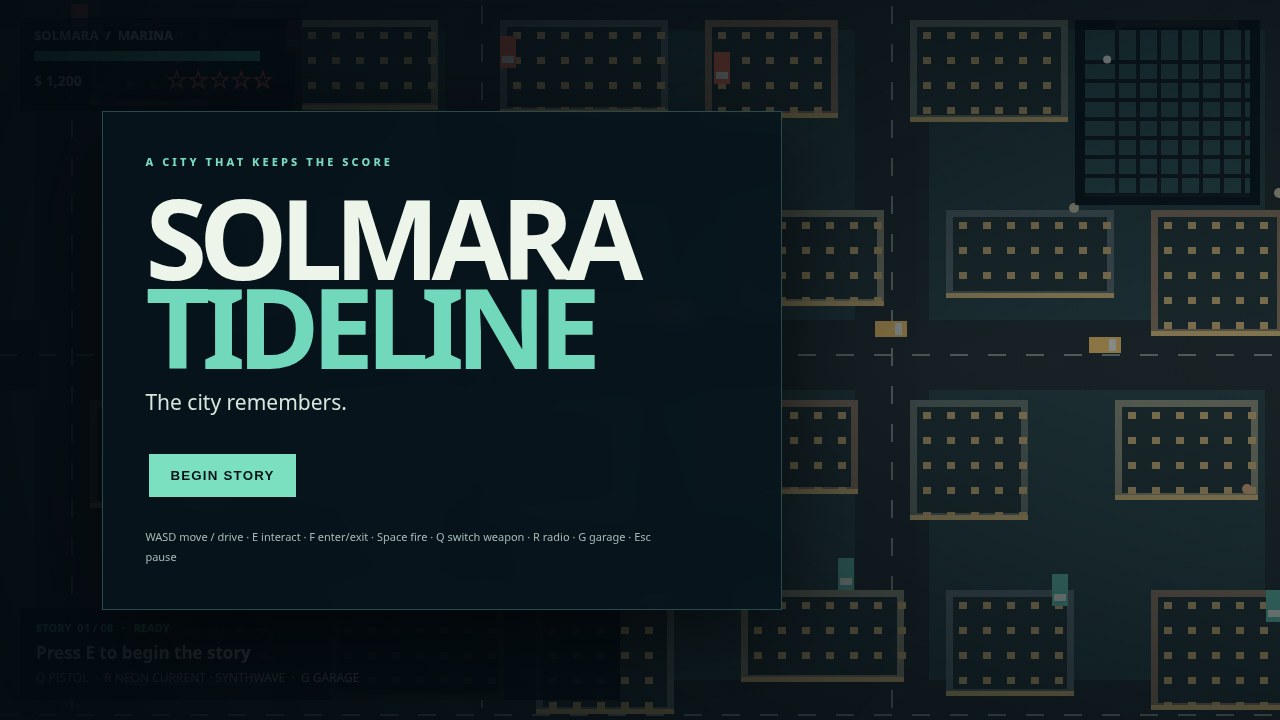 SOLMARA / MARINA
$ 1,200
A CITY THAT KEEPS THE SCORE
SOLMARA
TIDELINE
The city remembers.
BEGIN STORY
WASD move / drive · E interact · F enter/exit · Space fire · Q switch weapon · R radio · G garage · Esc
pause
STORY 01 / 08 · READY
Press E to begin the story
Q PISTOL · R NEON CURRENT · SYNTHWAVE · G GARAGE